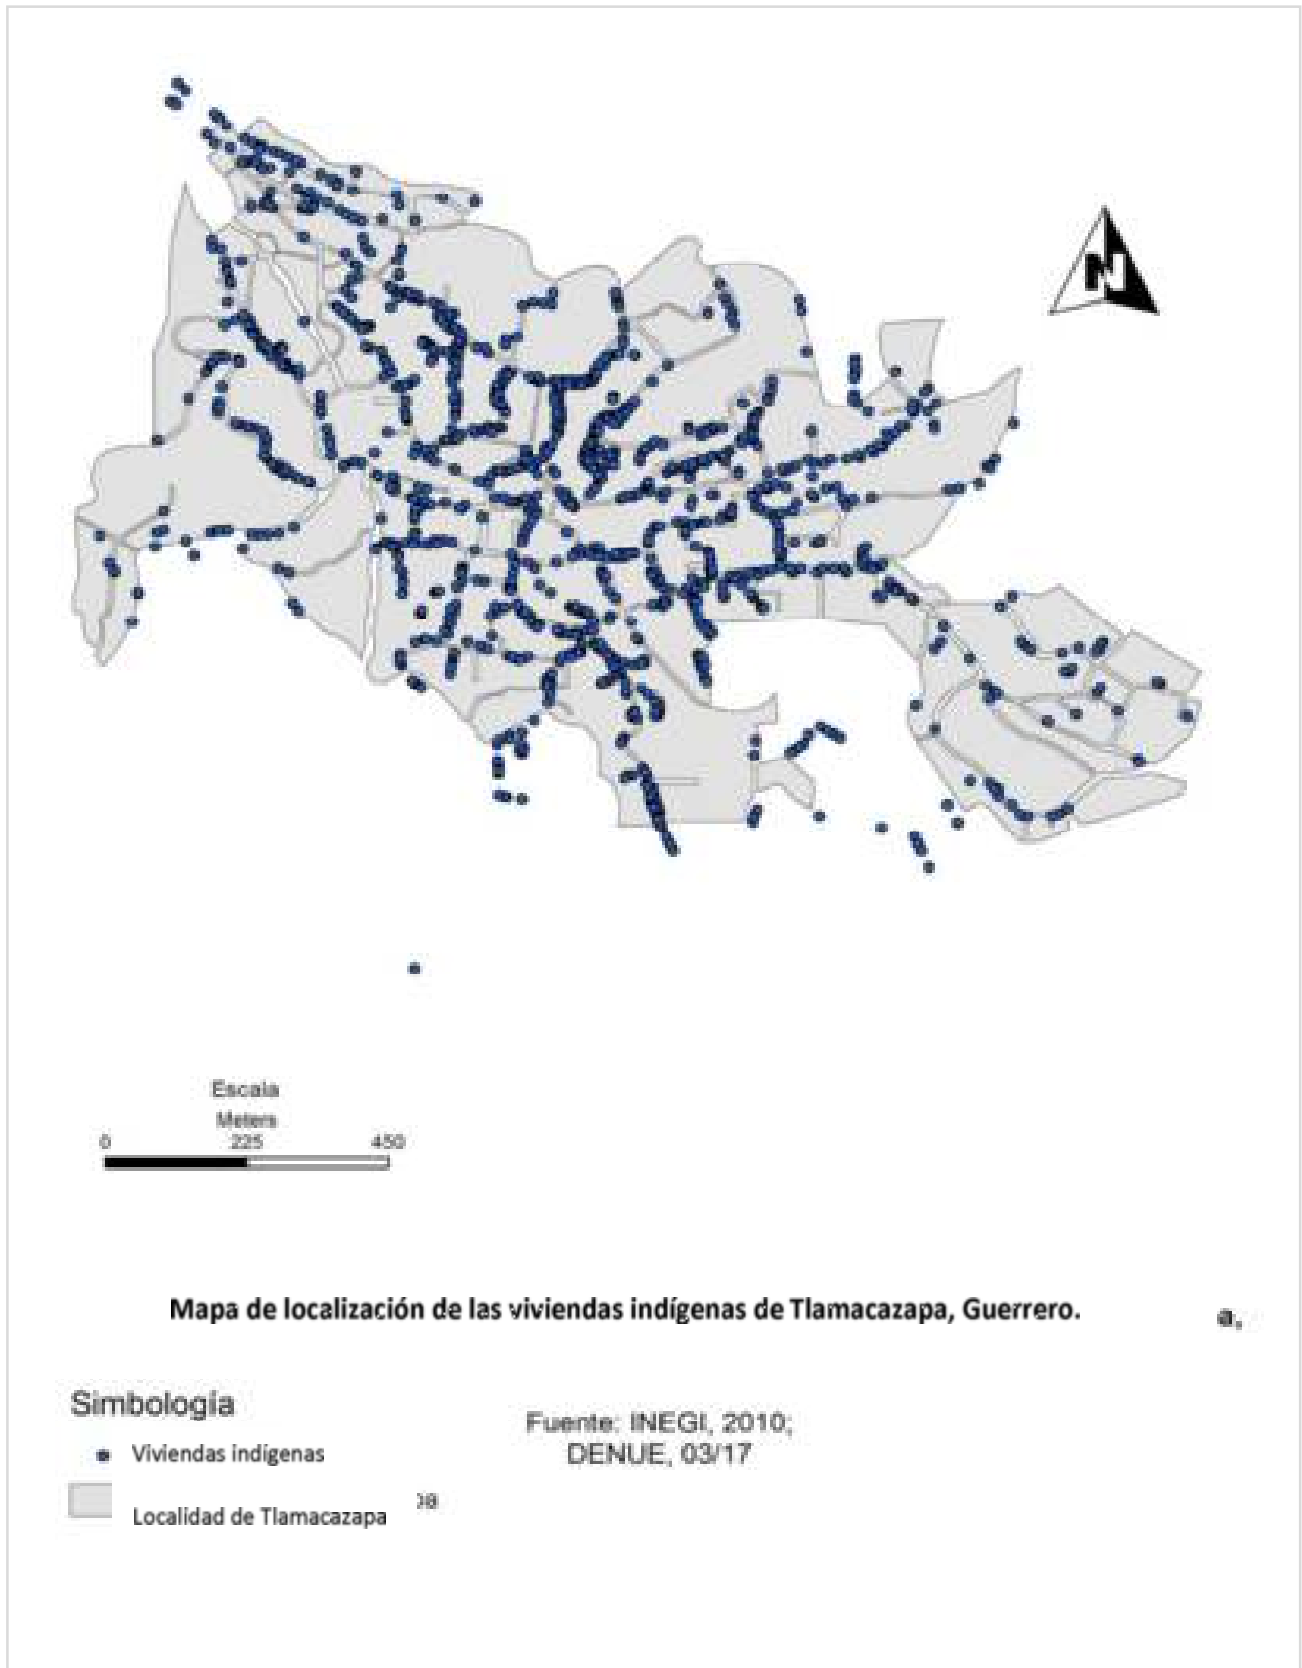 N
Escala
Meters
0 225 450
Mapa de localización de las viviendas indígenas de Tlamacazapa, Guerrero.
a.
Simbología
Viviendas indígenas
Localidad de Tlamacazapa
Fuente: INEGI, 2010;
DENUE, 03/17